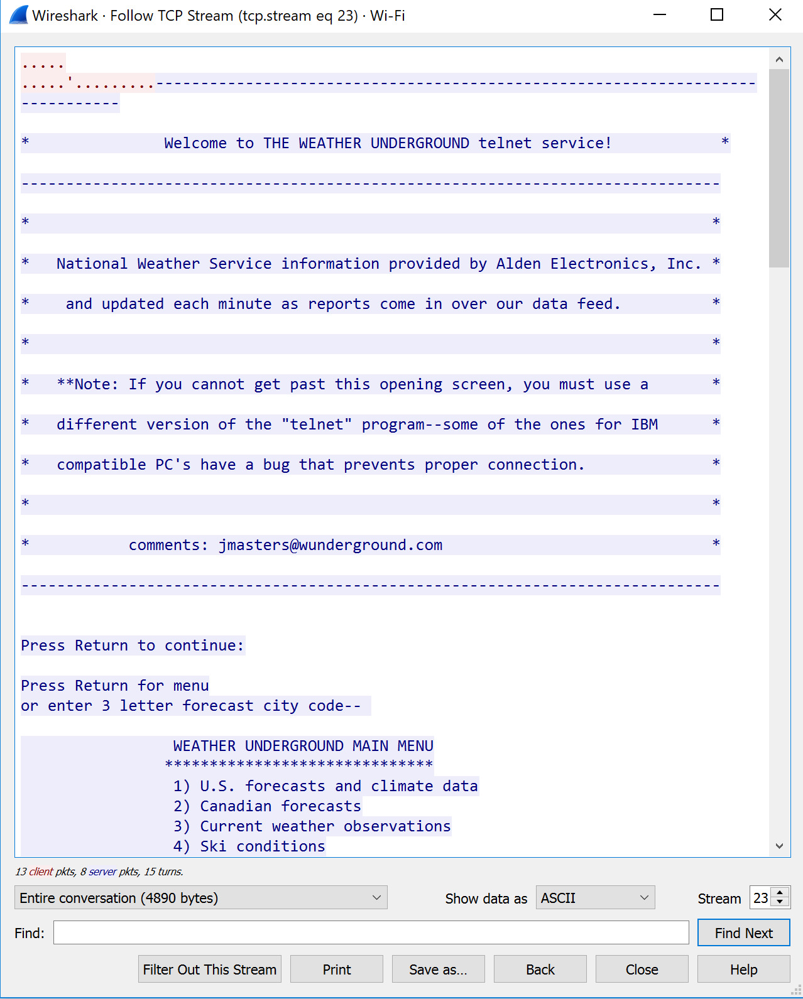 Wireshark · Follow TCP Stream (tcp.stream eq 23) · Wi-Fi
.....
.....'.........-------------------------------------------------------------------
-----------
*               Welcome to THE WEATHER UNDERGROUND telnet service!            *
------------------------------------------------------------------------------
*                                                                            *
*   National Weather Service information provided by Alden Electronics, Inc. *
*    and updated each minute as reports come in over our data feed.          *
*                                                                            *
*   **Note: If you cannot get past this opening screen, you must use a       *
*   different version of the "telnet" program--some of the ones for IBM      *
*   compatible PC's have a bug that prevents proper connection.              *
*                                                                            *
*           comments: jmasters@wunderground.com                              *
------------------------------------------------------------------------------
Press Return to continue:
Press Return for menu
or enter 3 letter forecast city code--
WEATHER UNDERGROUND MAIN MENU
******************************
1) U.S. forecasts and climate data
2) Canadian forecasts
3) Current weather observations
4) Ski conditions
13 client pkts, 8 server pkts, 15 turns.
Entire conversation (4890 bytes) Show data as ASCII Stream 23
Find: Find Next
Filter Out This Stream Print Save as... Back Close Help